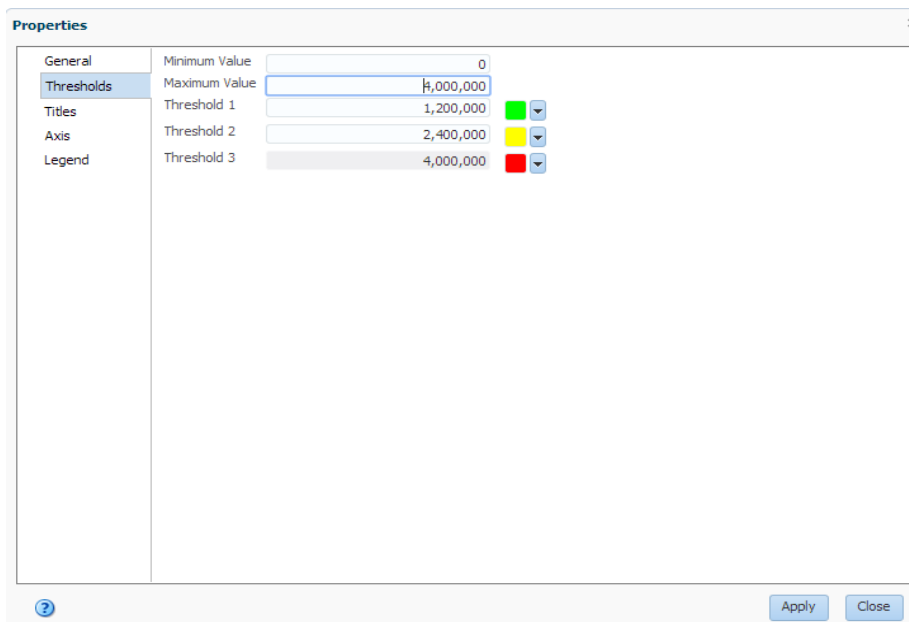 Properties
General
Thresholds
Titles
Axis
Legend
Minimum Value 0
Maximum Value 4,000,000
Threshold 1 1,200,000
Threshold 2 2,400,000
Threshold 3 4,000,000
?
Apply Close